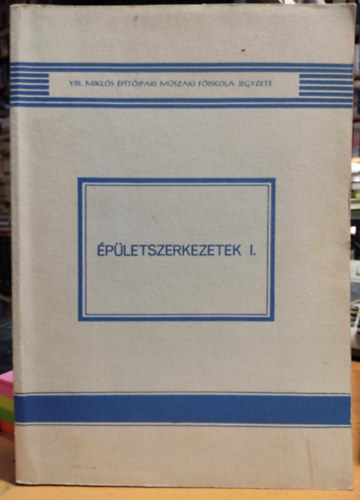 YBL MIKLÓS ÉPÍTŐIPARI MŰSZAKI FŐISKOLA JEGYZETE
ÉPÜLETSZERKEZETEK I.